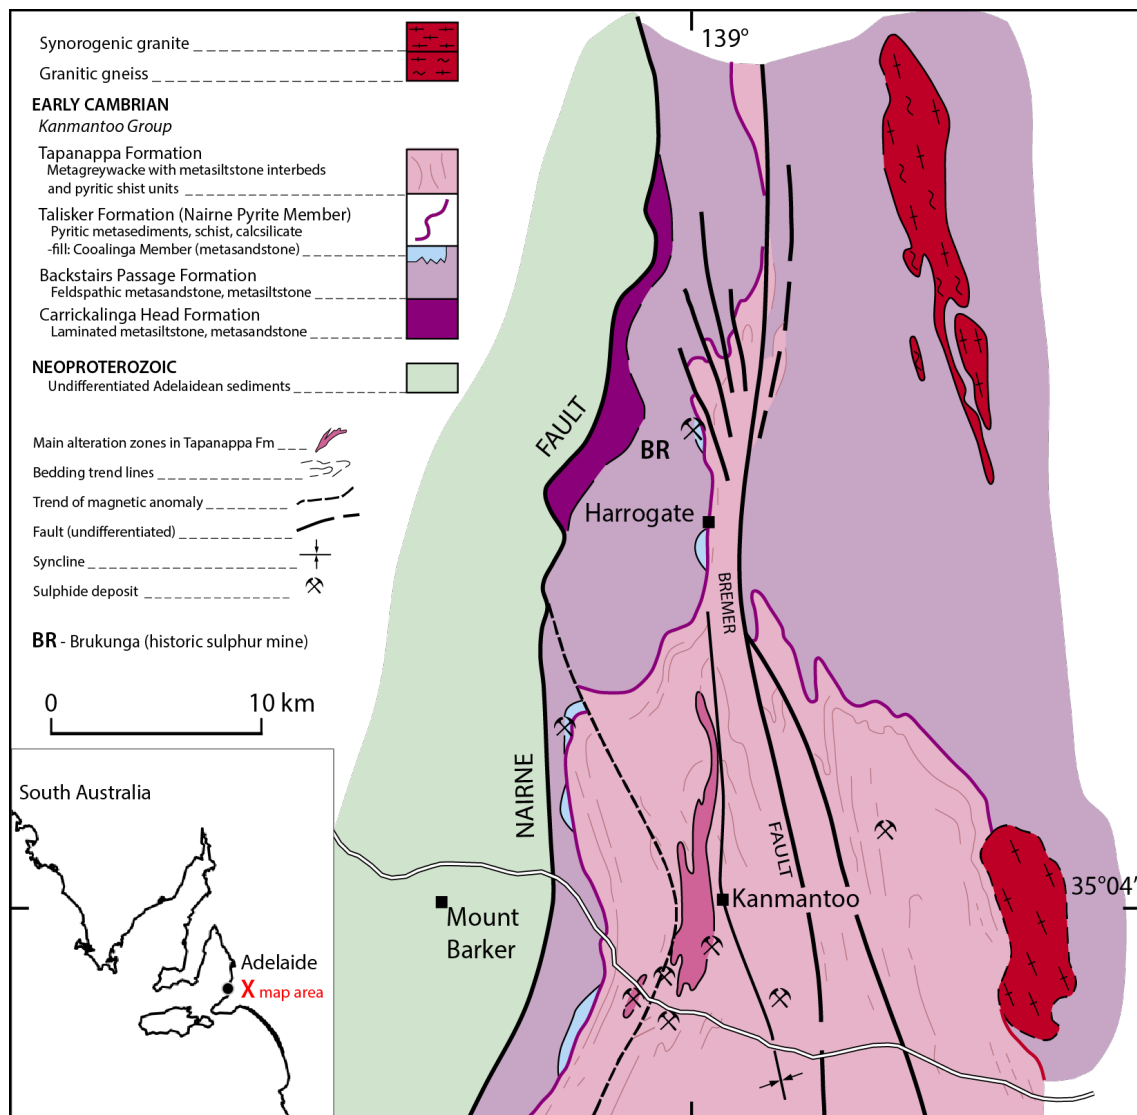 Synorogenic granite
Granitic gneiss
EARLY CAMBRIAN
Kanmantoo Group
Tapanappa Formation
Metagreywacke with metasiltstone interbeds
and pyritic shist units
Talisker Formation (Nairne Pyrite Member)
Pyritic metasediments, schist, calcsilicate
-fill: Cooalinga Member (metasandstone)
Backstairs Passage Formation
Feldspathic metasandstone, metasiltstone
Carrickalinga Head Formation
Laminated metasiltstone, metasandstone
NEOPROTEROZOIC
Undifferentiated Adelaidean sediments
Main alteration zones in Tapanappa Fm
Bedding trend lines
Trend of magnetic anomaly
Fault (undifferentiated)
Syncline
Sulphide deposit
BR - Brukunga (historic sulphur mine)
0 10 km
South Australia
Adelaide
X map area
139°
FAULT
BR
Harrogate
BREMER
NAIRNE
FAULT
Kanmantoo
35°04′
Mount
Barker